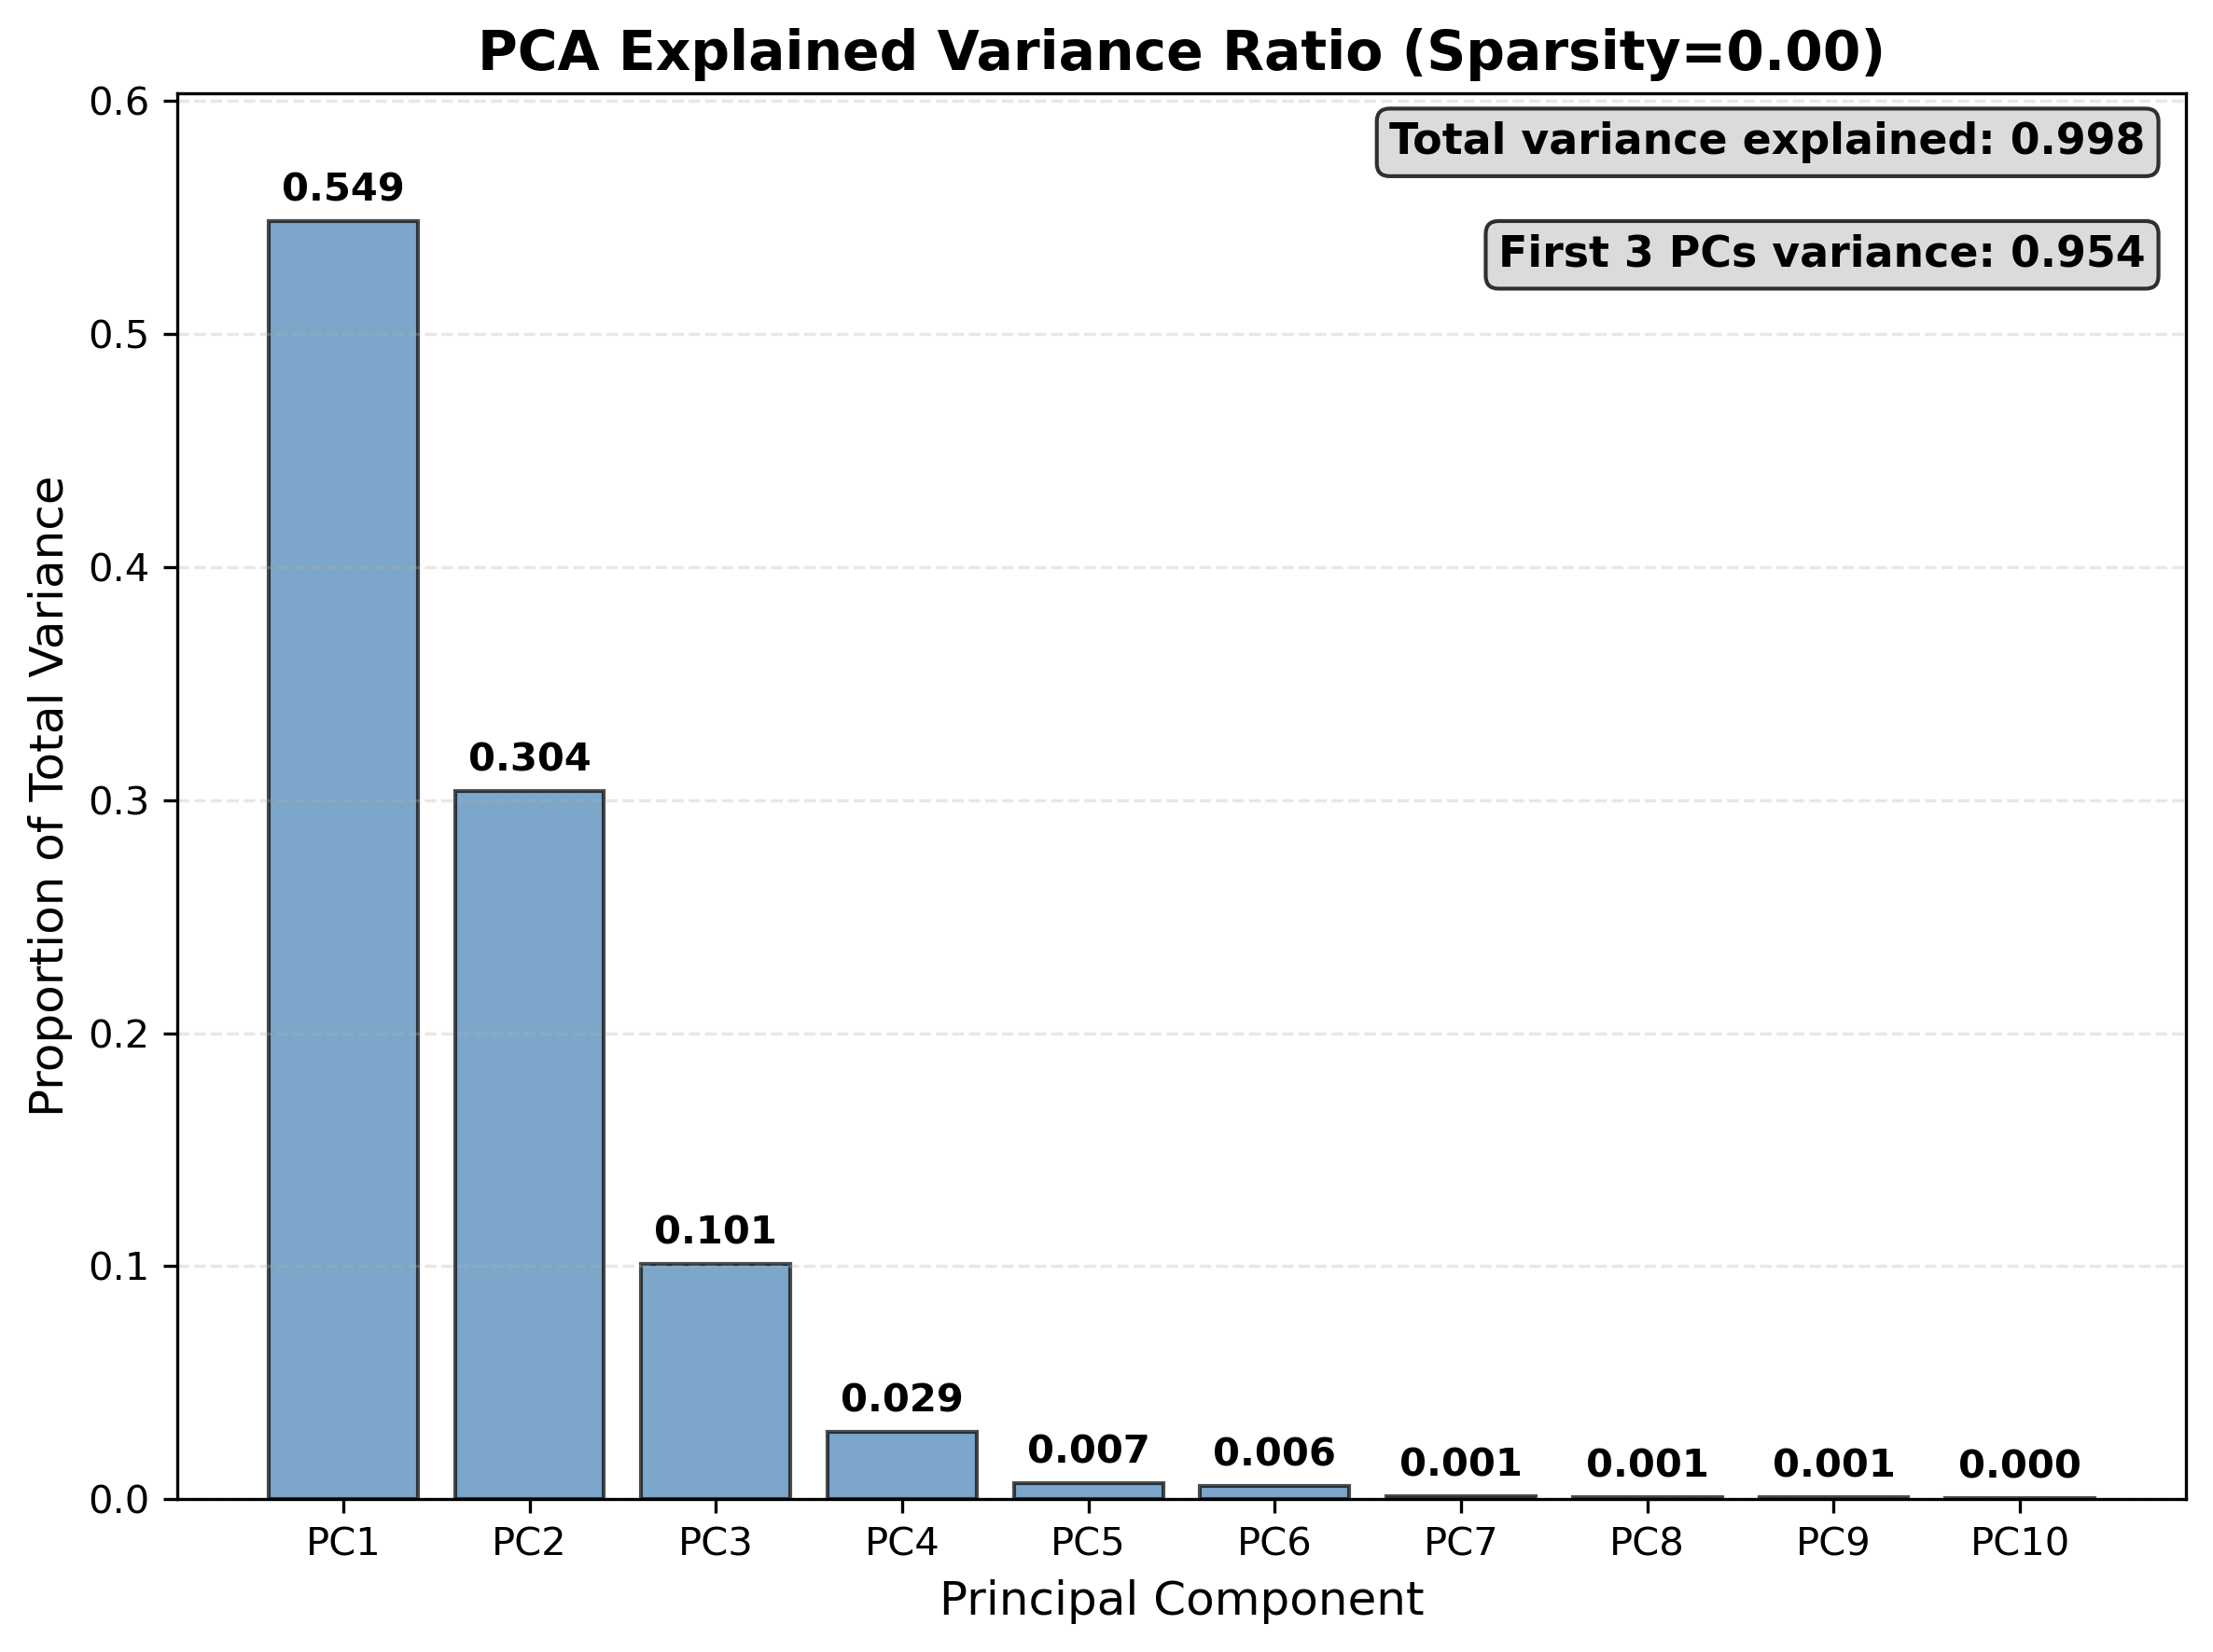 PCA Explained Variance Ratio (Sparsity=0.00)
Total variance explained: 0.998
First 3 PCs variance: 0.954
Proportion of Total Variance
0.6
0.5
0.4
0.3
0.2
0.1
0.0
0.549
0.304
0.101
0.029
0.007
0.006
0.001
0.001
0.001
0.000
PC1 PC2 PC3 PC4 PC5 PC6 PC7 PC8 PC9 PC10
Principal Component